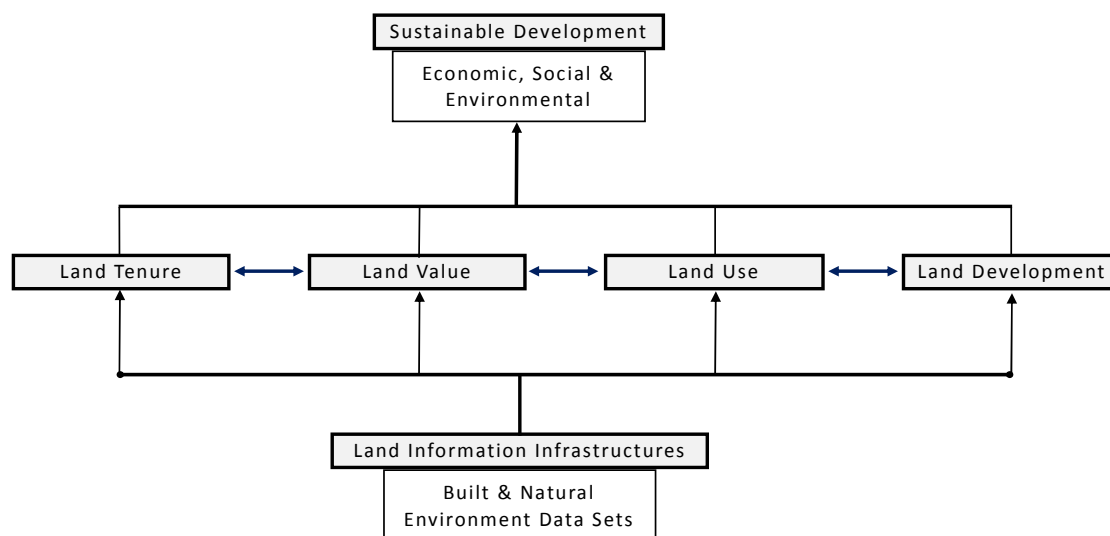 Sustainable Development
Economic, Social &
Environmental
Land Tenure
Land Value
Land Use
Land Development
Land Information Infrastructures
Built & Natural
Environment Data Sets